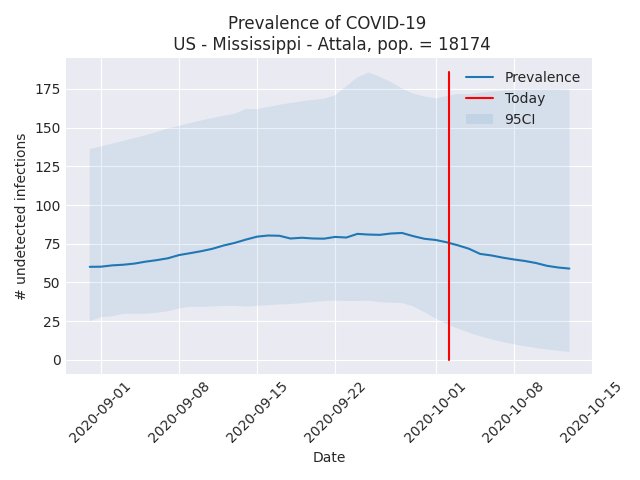 Prevalence of COVID-19
US - Mississippi - Attala, pop. = 18174
Prevalence
Today
95CI
# undetected infections
175
150
125
100
75
50
25
0
2020-09-01
2020-09-08
2020-09-15
2020-09-22
2020-10-01
2020-10-08
2020-10-15
Date